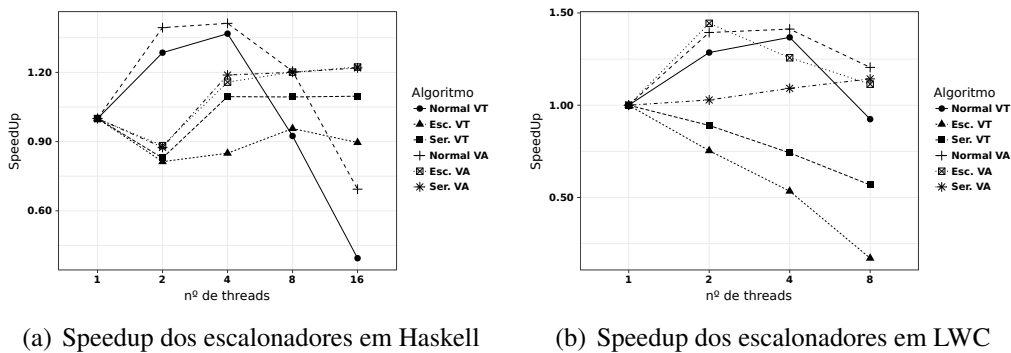 1.20
0.90
0.60
SpeedUp
1 2 4 8 16
nº de threads
Algoritmo
Normal VT
Esc. VT
Ser. VT
Normal VA
Esc. VA
Ser. VA
(a) Speedup dos escalonadores em Haskell
1.50
1.00
0.50
SpeedUp
1 2 4 8
nº de threads
Algoritmo
Normal VT
Esc. VT
Ser. VT
Normal VA
Esc. VA
Ser. VA
(b) Speedup dos escalonadores em LWC